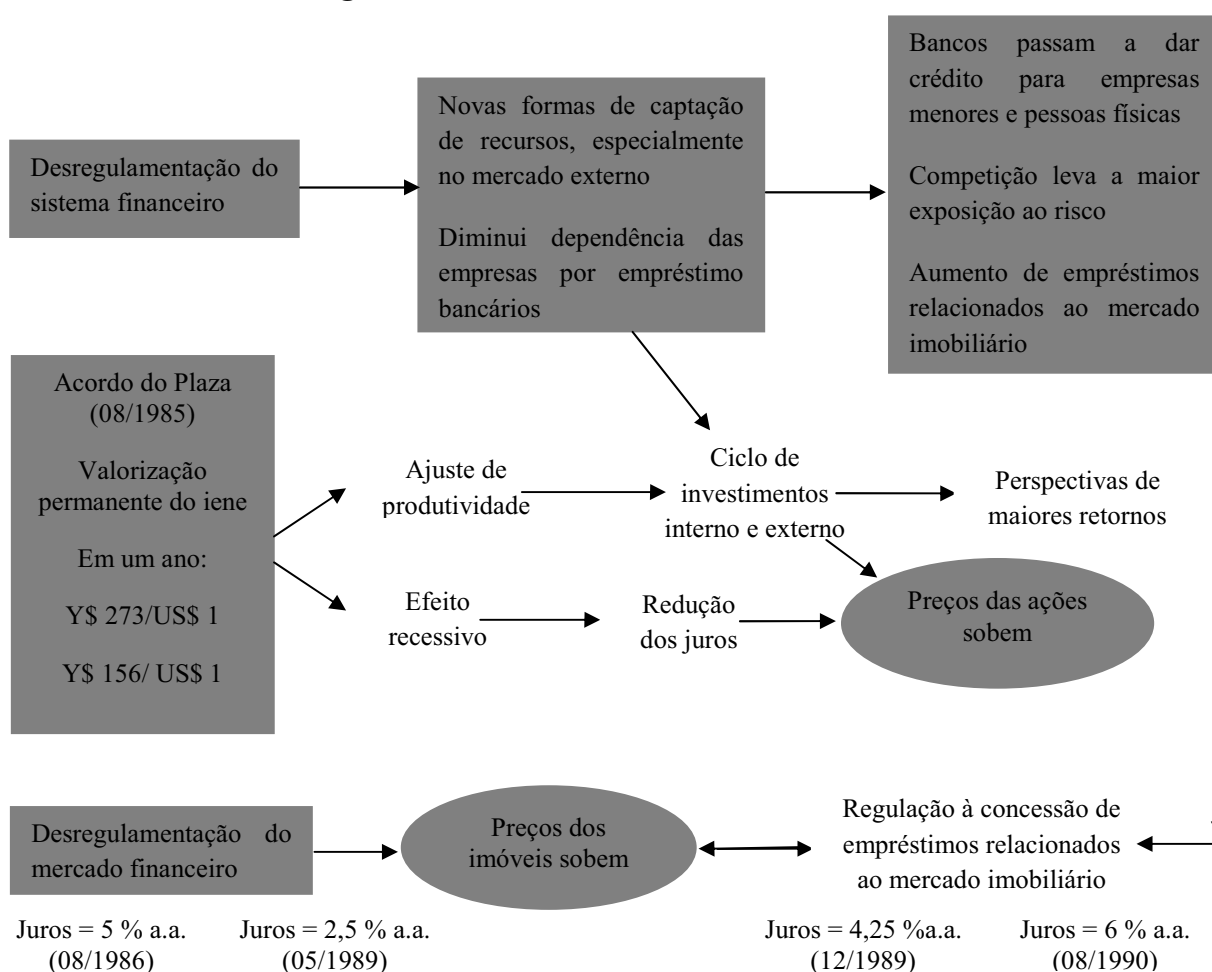 Desregulamentação do
sistema financeiro
Novas formas de captação
de recursos, especialmente
no mercado externo
Diminui dependência das
empresas por empréstimo
bancários
Bancos passam a dar
crédito para empresas
menores e pessoas físicas
Competição leva a maior
exposição ao risco
Aumento de empréstimos
relacionados ao mercado
imobiliário
Acordo do Plaza
(08/1985)
Valorização
permanente do iene
Em um ano:
Y$ 273/US$ 1
Y$ 156/ US$ 1
Ajuste de
produtividade
Ciclo de
investimentos
interno e externo
Perspectivas de
maiores retornos
Efeito
recessivo
Redução
dos juros
Preços das ações
sobem
Desregulamentação do
mercado financeiro
Preços dos
imóveis sobem
Regulação à concessão de
empréstimos relacionados
ao mercado imobiliário
Juros = 5 % a.a.
(08/1986)
Juros = 2,5 % a.a.
(05/1989)
Juros = 4,25 %a.a.
(12/1989)
Juros = 6 % a.a.
(08/1990)